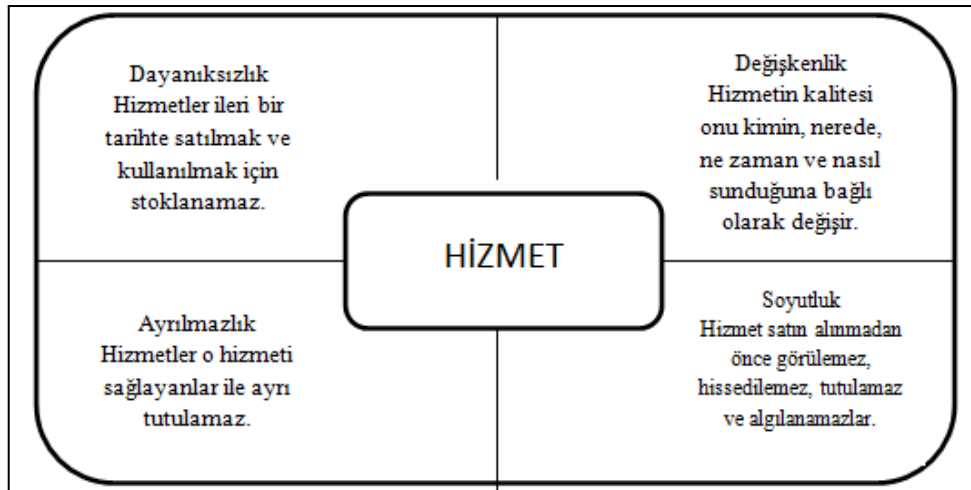 Dayanıksızlık
Hizmetler ileri bir
tarihte satılmak ve
kullanılmak için
stoklanamaz.
Değişkenlik
Hizmetin kalitesi
onu kimin, nerede,
ne zaman ve nasıl
sunduğuna bağlı
olarak değişir.
HİZMET
Ayrılmazlık
Hizmetler o hizmeti
sağlayanlar ile ayrı
tutulamaz.
Soyutluk
Hizmet satın alınmadan
önce görülemez,
hissedilemez, tutulamaz
ve algılanamazlar.